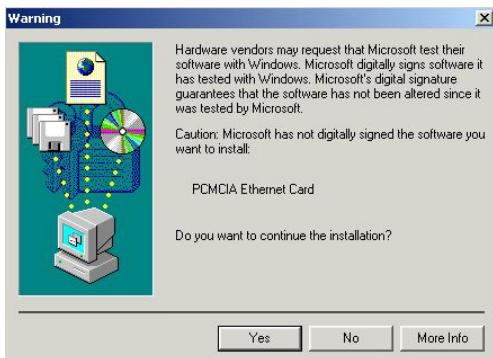 Warning
Hardware vendors may request that Microsoft test their
software with Windows. Microsoft digitally signs software it
has tested with Windows. Microsoft's digital signature
guarantees that the software has not been altered since it
was tested by Microsoft.
Caution: Microsoft has not digitally signed the software you
want to install:
PCMCIA Ethernet Card
Do you want to continue the installation?
Yes
No
More Info